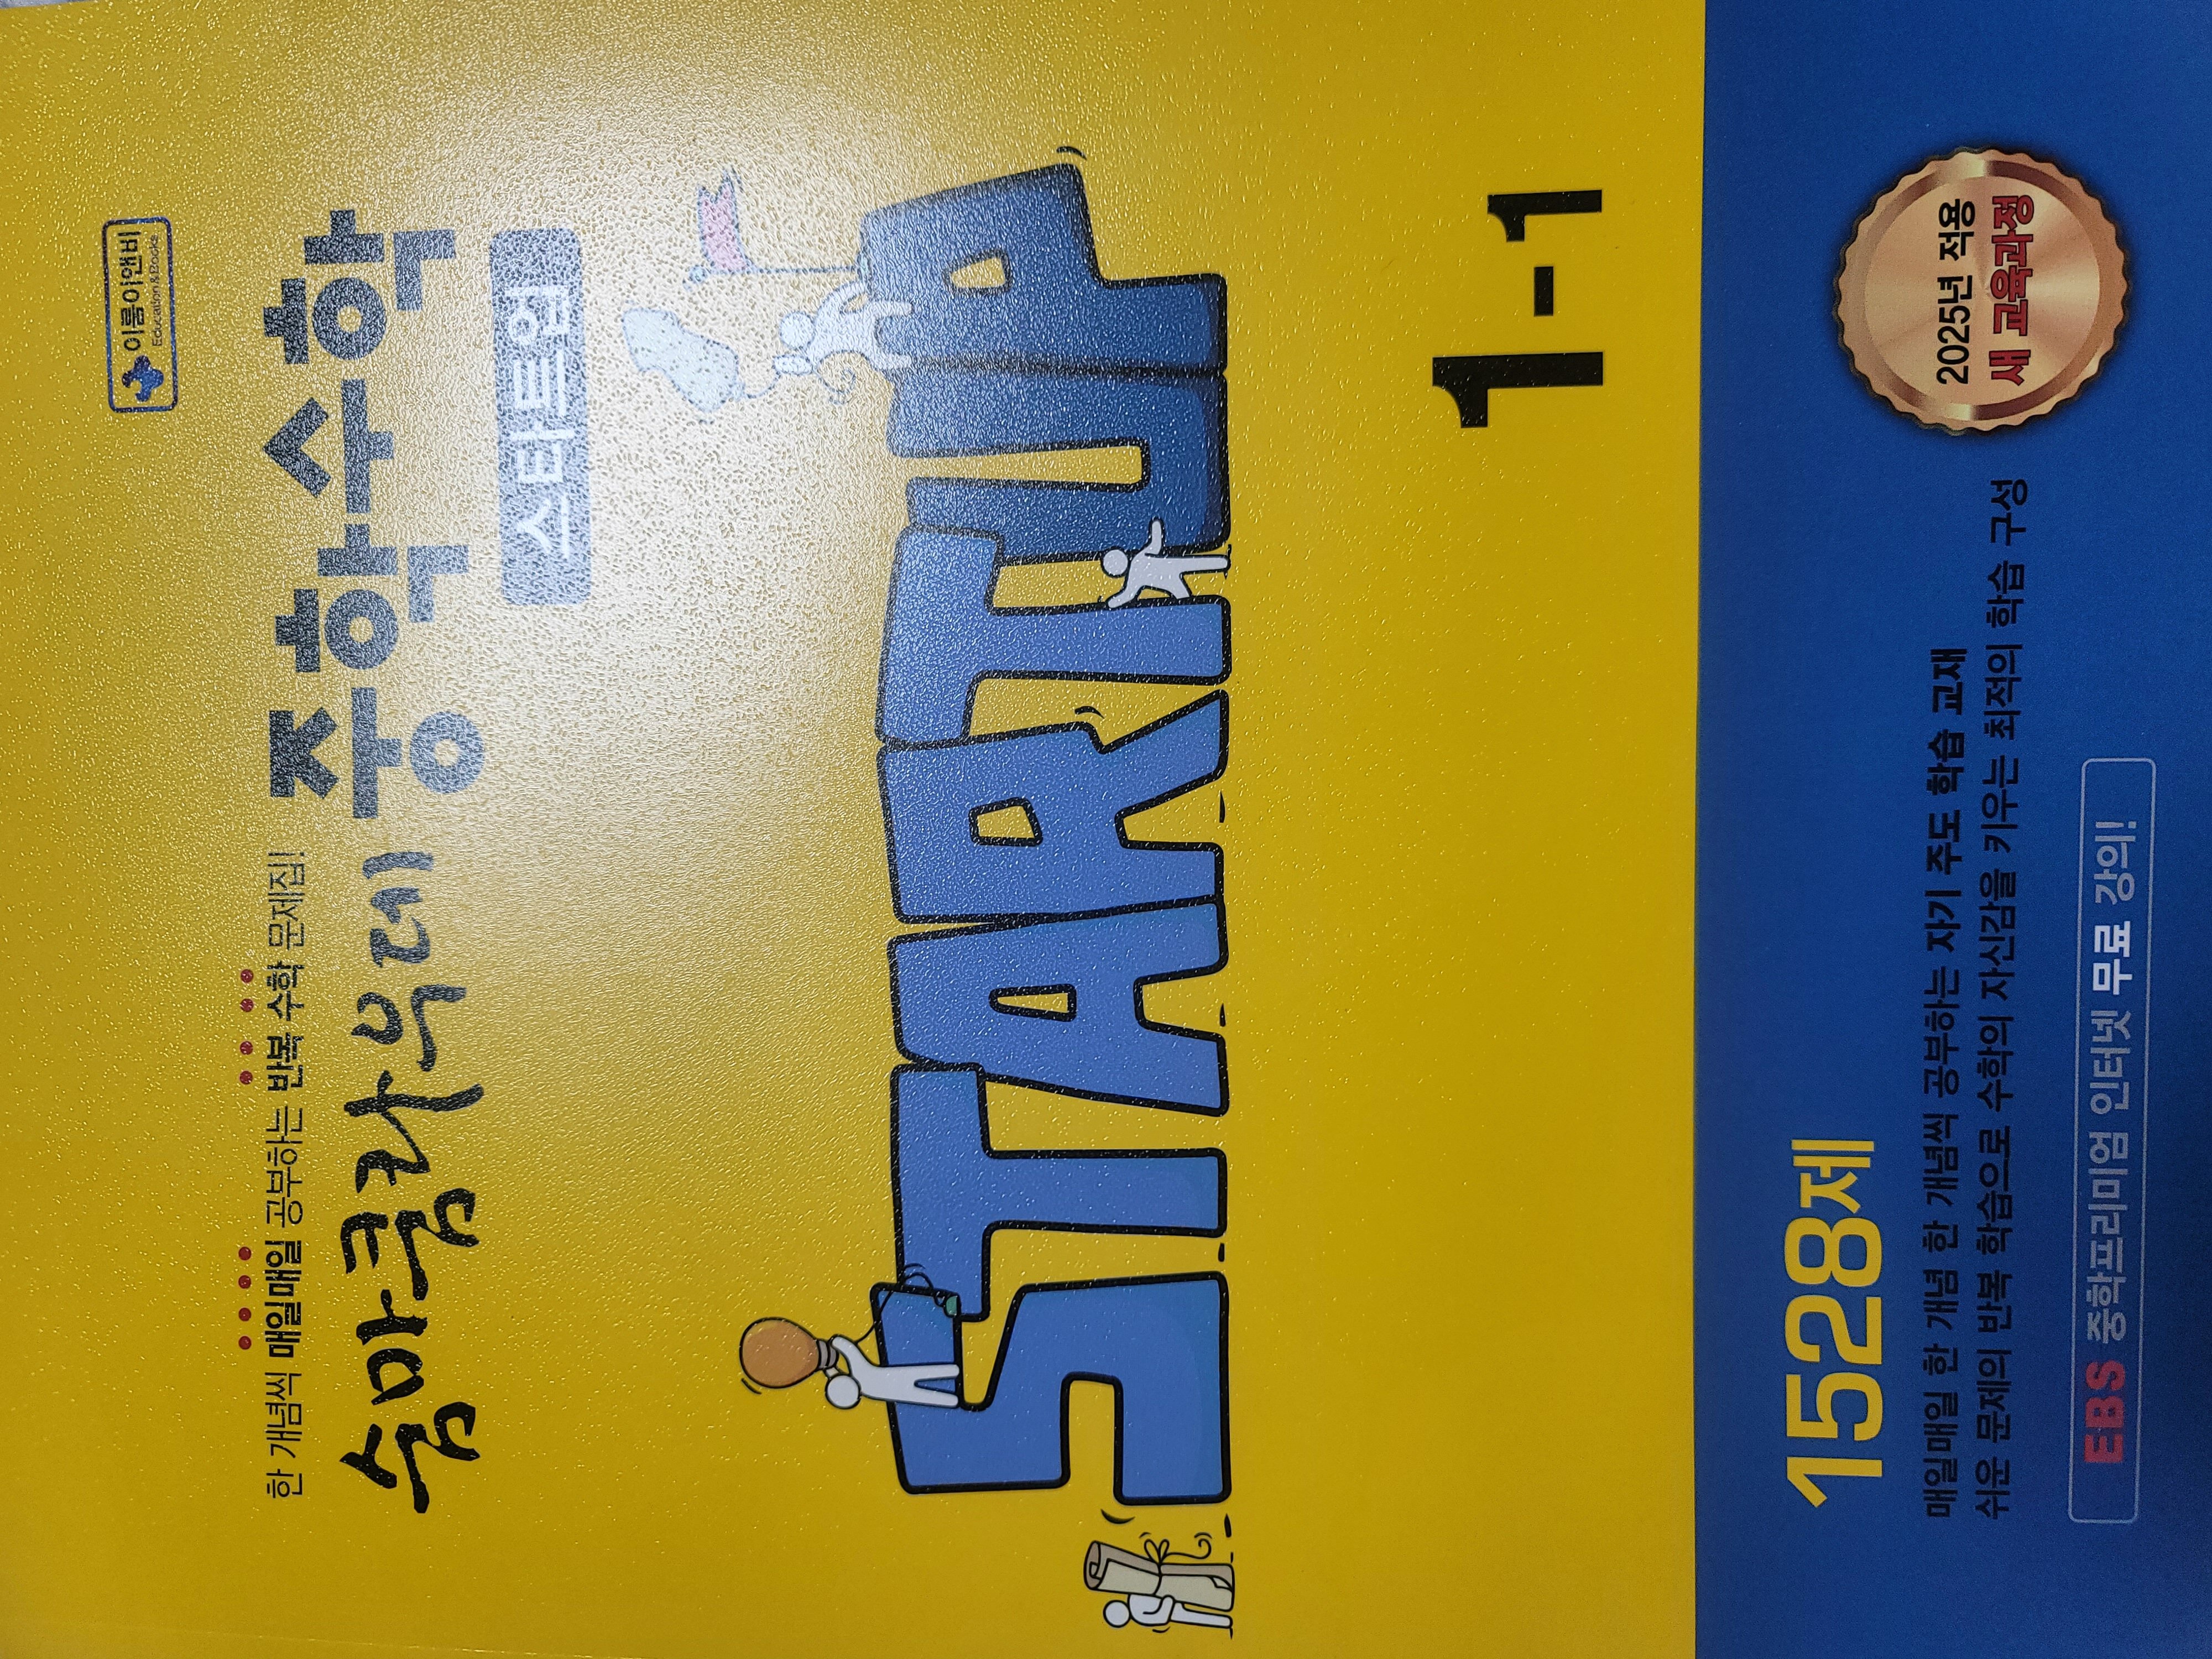 이룸이앤비
Education & Books
한 개념씩 매일매일 공부하는 반복 수학 문제집!
숨마쿰라우데 중학수학
스타트업
STARTUP
1-1
1528제
매일매일 한 개념 한 개념씩 공부하는 자기 주도 학습 교재
쉬운 문제의 반복 학습으로 수학의 자신감을 키우는 최적의 학습 구성
EBS 중학프리미엄 인터넷 무료 강의!
2025년 적용
새 교육과정